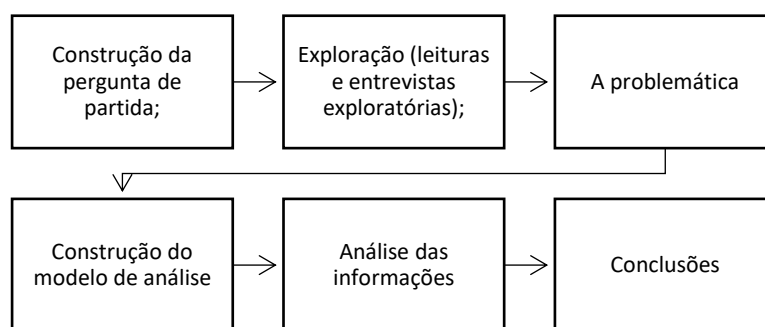 Construção da
pergunta de
partida;
Exploração (leituras
e entrevistas
exploratórias);
A problemática
Construção do
modelo de análise
Análise das
informações
Conclusões